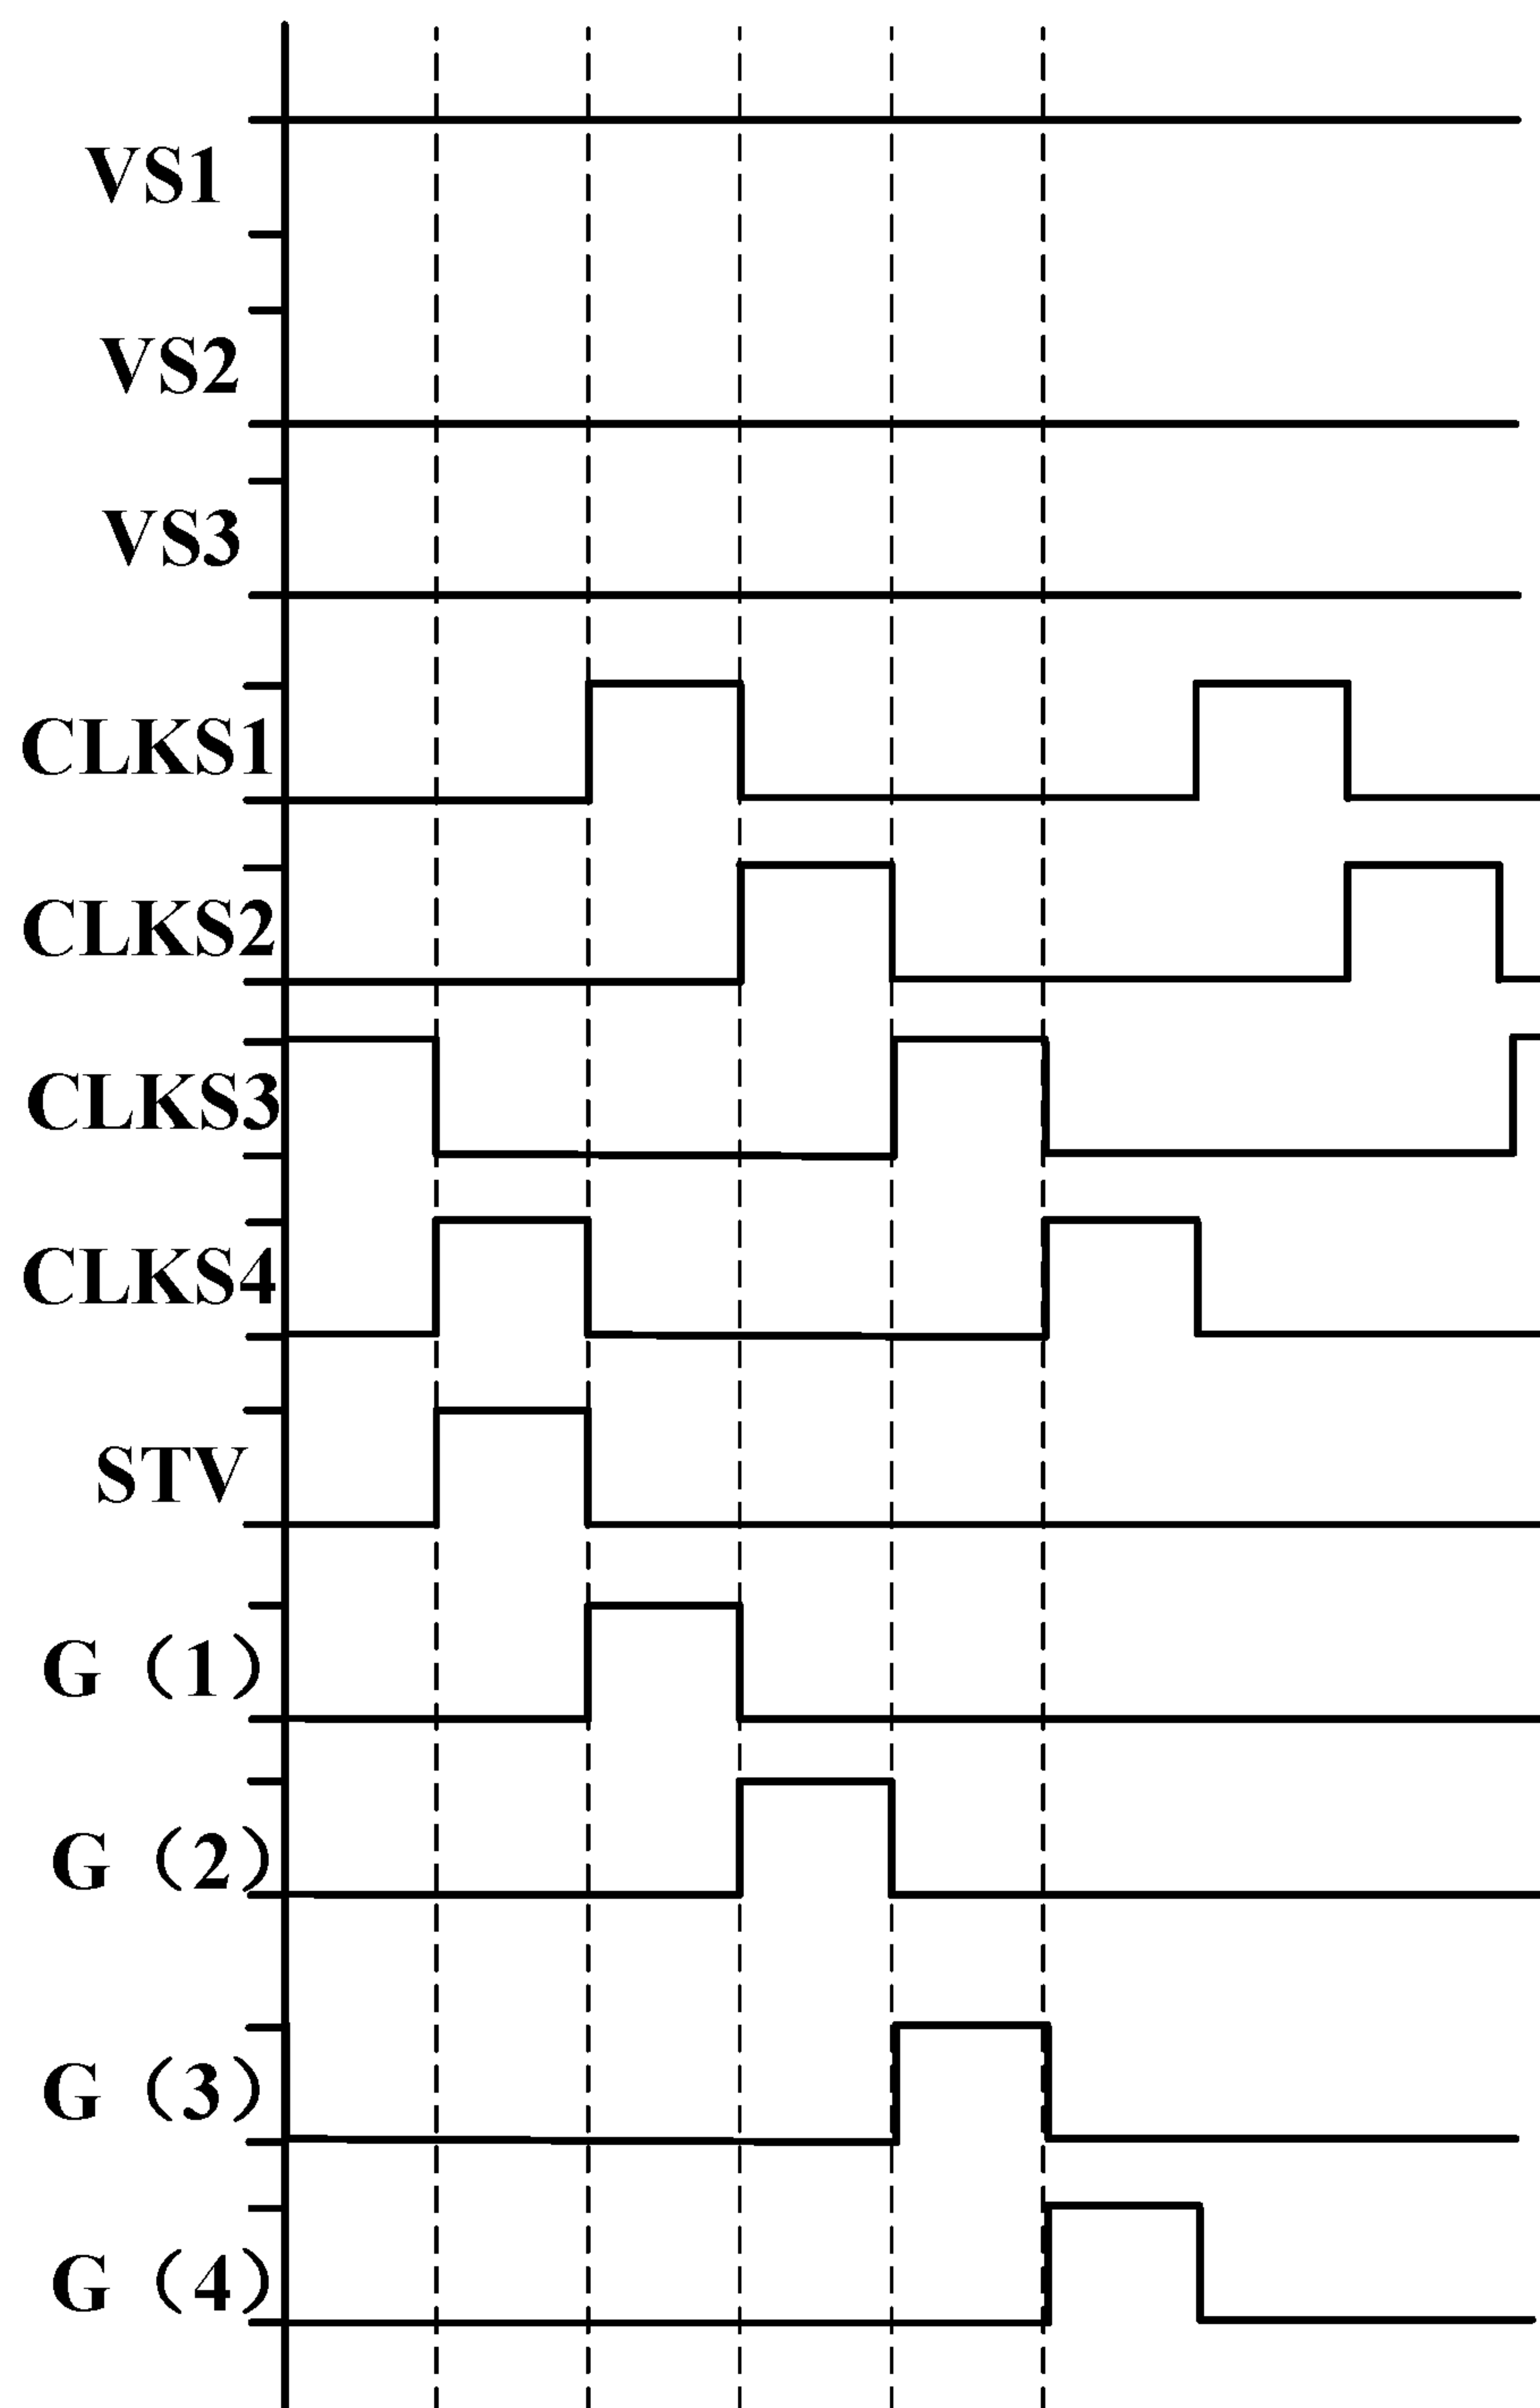 VS1
VS2
VS3
CLKS1
CLKS2
CLKS3
CLKS4
STV
G（1）
G（2）
G（3）
G（4）